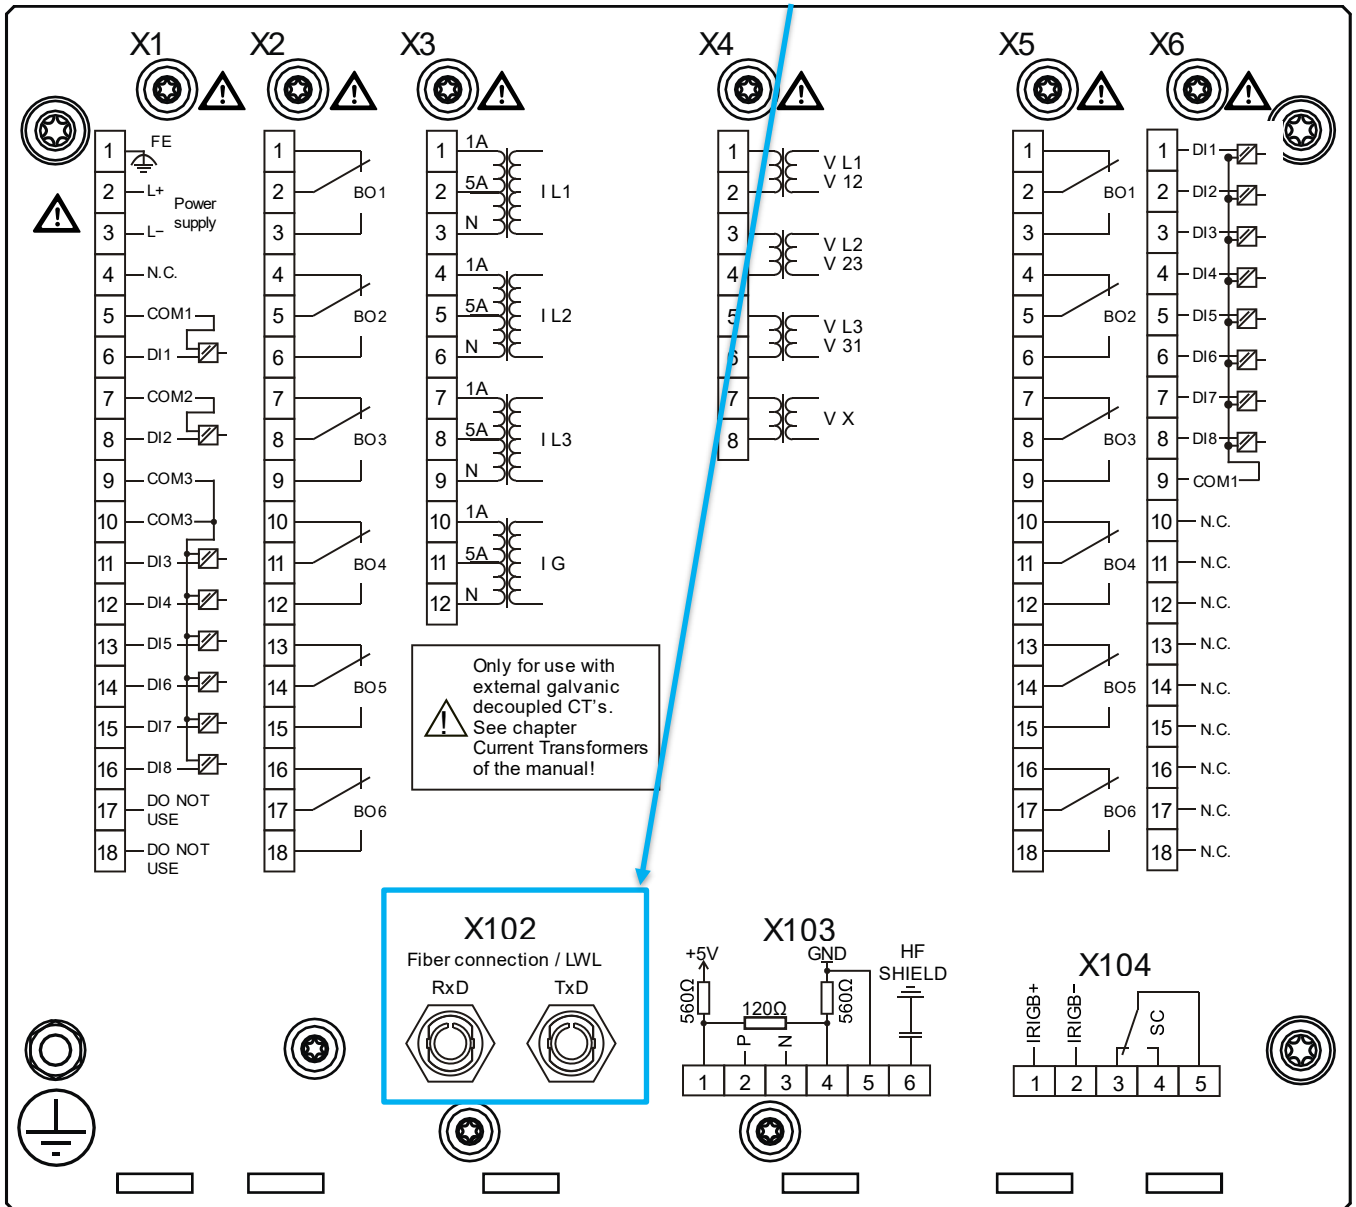 X1 X2 X3 X4 X5 X6
1 FE
2 L+
Power
supply
3 L–
4 N.C.
5 COM1
6 DI1
7 COM2
8 DI2
9 COM3
10 COM3
11 DI3
12 DI4
13 DI5
14 DI6
15 DI7
16 DI8
17 DO NOT
USE
18 DO NOT
USE
1
2 BO1
3
4
5 BO2
6
7
8 BO3
9
10
11 BO4
12
13
14 BO5
15
16
17 BO6
18
1 1A
2 5A I L1
3 N
4 1A
5 5A I L2
6 N
7 1A
8 5A I L3
9 N
10 1A
11 5A I G
12 N
Only for use with
external galvanic
decoupled CT's.
See chapter
Current Transformers
of the manual!
1 V L1
2 V 12
3 V L2
4 V 23
5 V L3
6 V 31
7 V X
8
1
2 BO1
3
4
5 BO2
6
7
8 BO3
9
10
11 BO4
12
13
14 BO5
15
16
17 BO6
18
1 DI1
2 DI2
3 DI3
4 DI4
5 DI5
6 DI6
7 DI7
8 DI8
9 COM1
10 N.C.
11 N.C.
12 N.C.
13 N.C.
14 N.C.
15 N.C.
16 N.C.
17 N.C.
18 N.C.
X102
Fiber connection / LWL
RxD TxD
X103
+5V GND HF
SHIELD
560Ω 120Ω 560Ω
P N
1 2 3 4 5 6
X104
IRIGB+ IRIGB- SC
1 2 3 4 5